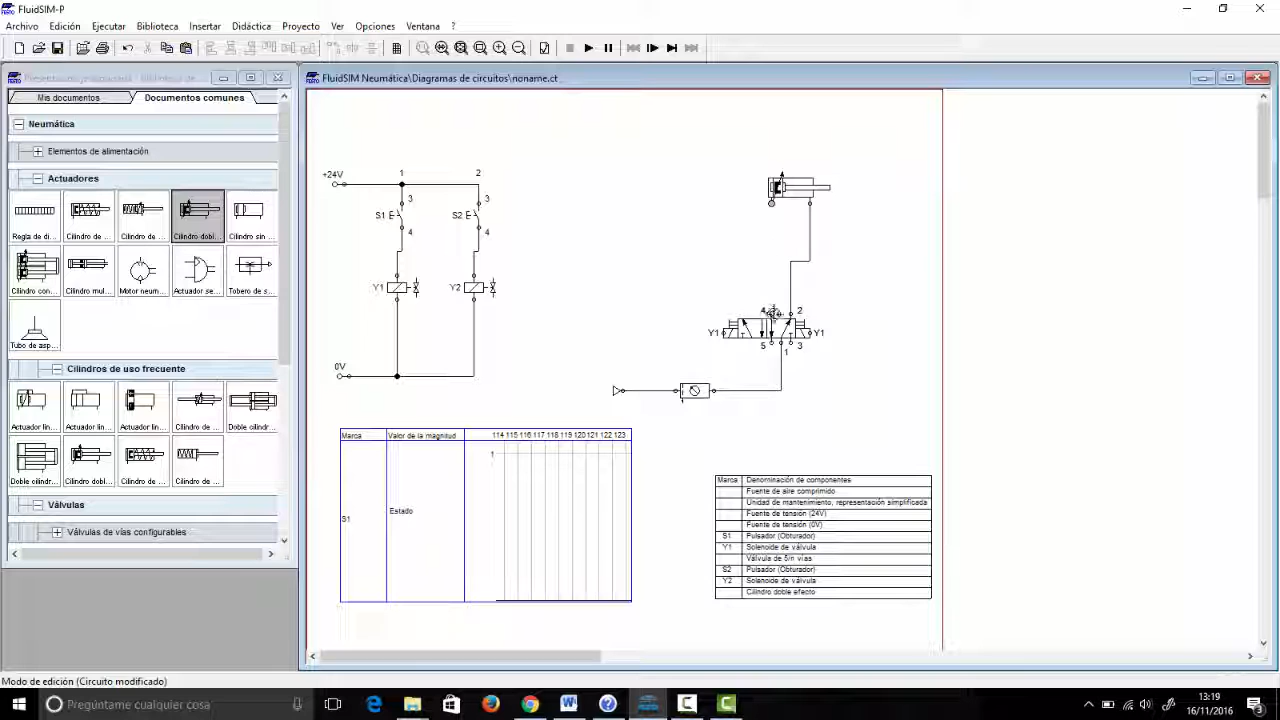 FluidSIM-P
Archivo Edición Ejecutar Biblioteca Insertar Didáctica Proyecto Ver Opciones Ventana ?
FluidSIM Neumática\Diagramas de circuitos\noname.ct
Mis documentos Documentos comunes
Neumática
Elementos de alimentación
Actuadores
Regla de di... Cilindro de ... Cilindro de ... Cilindro dobl... Cilindro sin
Cilindro con... Cilindro mul... Motor neum... Actuador se... Tobero de s...
Tubo de asp...
Cilindros de uso frecuente
Actuador lin... Actuador lin... Actuador lin... Cilindro de ... Doble cilindr...
Doble cilindr... Cilindro dobl... Cilindro de ... Cilindro de ...
Válvulas
Válvulas de vías configurables
1 2
+24V
3 3
S1 S2
4 4
Y1 Y2
0V
4 2
Y1 Y1
5 1 3
Marca Valor de la magnitud 114 115 116 117 118 119 120 121 122 123
1
Estado
S1
Marca Denominación de componentes
Fuente de aire comprimido
Unidad de mantenimiento, representación simplificada
Fuente de tensión (24V)
Fuente de tensión (0V)
S1 Pulsador (Obturador)
Y1 Solenoide de válvula
Válvula de 5/n vías
S2 Pulsador (Obturador)
Y2 Solenoide de válvula
Cilindro doble efecto
Modo de edición (Circuito modificado)
Pregúntame cualquier cosa
13:19
16/11/2016